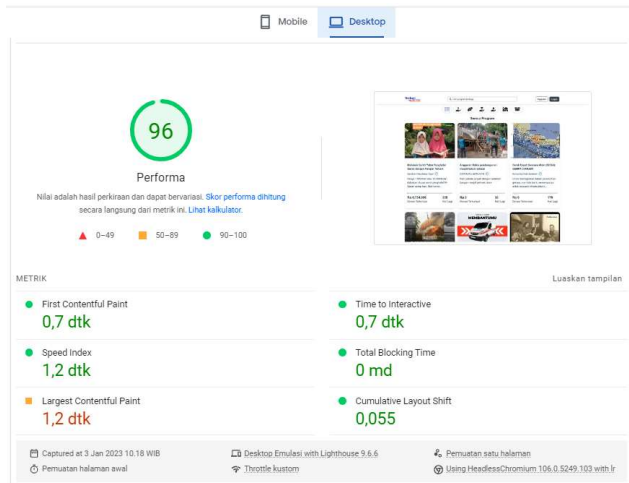 Mobile
Desktop
96
Performa
Nilai adalah hasil perkiraan dan dapat bervariasi. Skor performa dihitung
secara langsung dari metrik ini. Lihat kalkulator.
0–49
50–89
90–100
Semua Program
MEMBANTUMU
METRIK
Luaskan tampilan
First Contentful Paint
0,7 dtk
Time to Interactive
0,7 dtk
Speed Index
1,2 dtk
Total Blocking Time
0 md
Largest Contentful Paint
1,2 dtk
Cumulative Layout Shift
0,055
Captured at 3 Jan 2023 10.18 WIB
Desktop Emulasi with Lighthouse 9.6.6
Pemuatan satu halaman
Pemuatan halaman awal
Throttle kustom
Using HeadlessChromium 106.0.5249.103 with lr